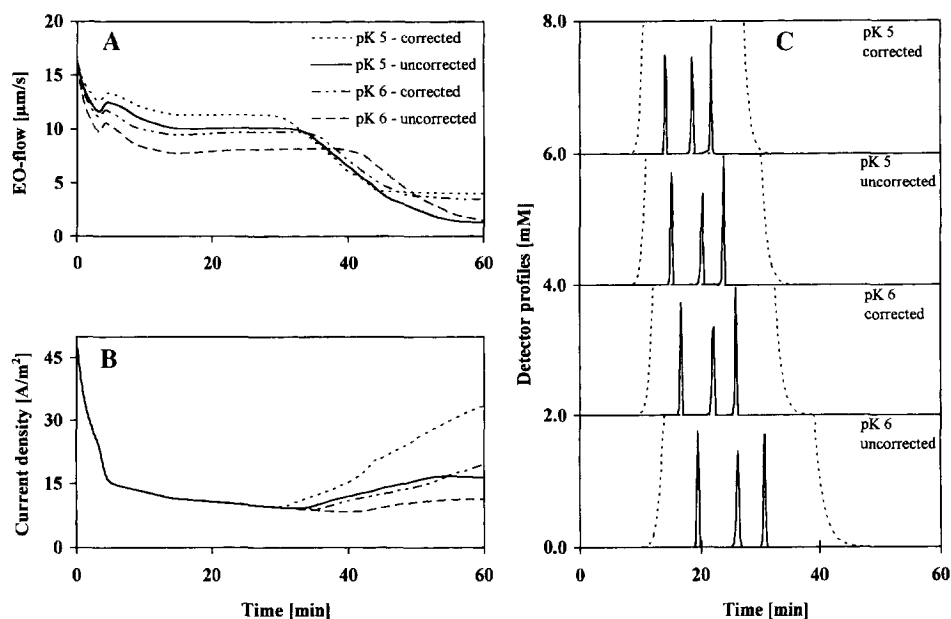 A
EO-flow [µm/s]
20
15
10
5
0
0
20
40
60
pK 5 - corrected
pK 5 - uncorrected
pK 6 - corrected
pK 6 - uncorrected
B
Current density [A/m²]
45
30
15
0
0
20
40
60
Time [min]
C
Detector profiles [mM]
8.0
6.0
4.0
2.0
0.0
pK 5
corrected
pK 5
uncorrected
pK 6
corrected
pK 6
uncorrected
0
20
40
60
Time [min]